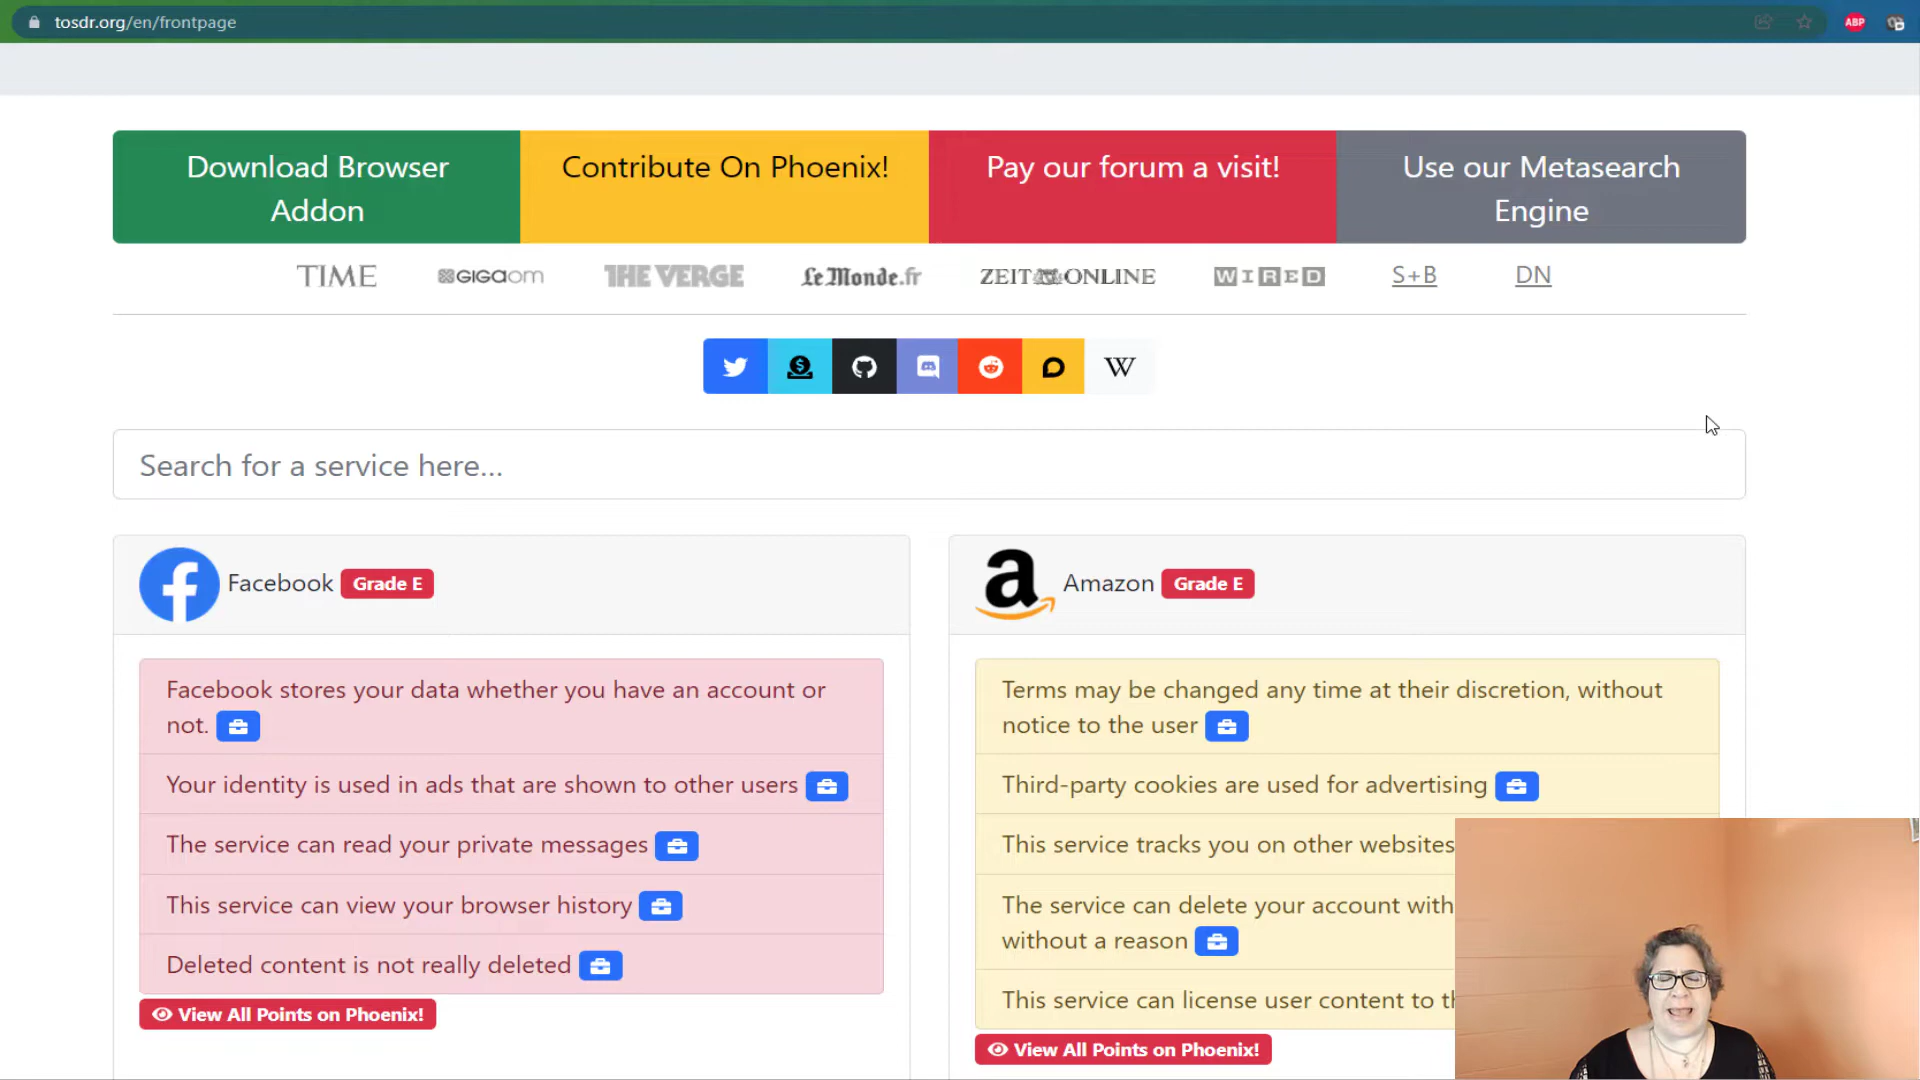 tosdr.org/en/frontpage
ABP
Download Browser
Addon
Contribute On Phoenix!
Pay our forum a visit!
Use our Metasearch
Engine
TIME
GIGAOM
THE VERGE
Le Monde.fr
ZEIT ONLINE
WIRED
S+B
DN
W
Search for a service here...
Facebook Grade E
Facebook stores your data whether you have an account or
not.
Your identity is used in ads that are shown to other users
The service can read your private messages
This service can view your browser history
Deleted content is not really deleted
View All Points on Phoenix!
a
Amazon Grade E
Terms may be changed any time at their discretion, without
notice to the user
Third-party cookies are used for advertising
This service tracks you on other websites
The service can delete your account with
without a reason
This service can license user content to
View All Points on Phoenix!